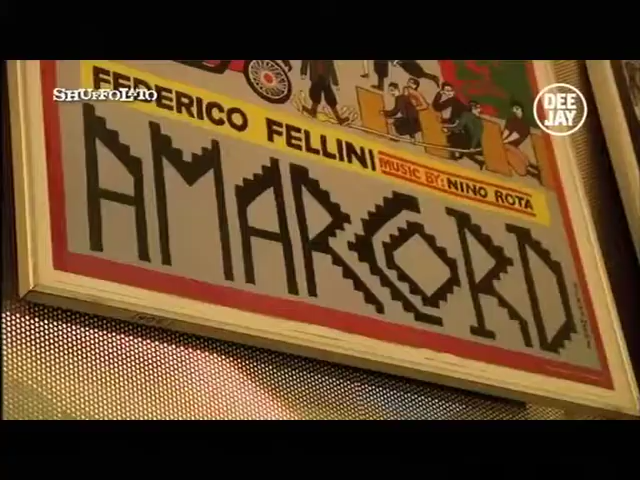 SHUFFOLATO
DEE
JAY
FEDERICO FELLINI
MUSIC BY: NINO ROTA
AMARCORD